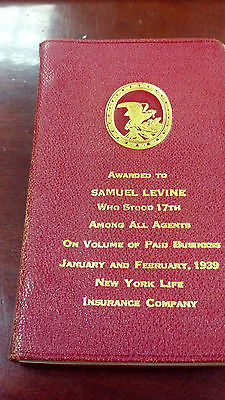 Awarded to
Samuel Levine
Who Stood 17th
Among All Agents
On Volume of Paid Business
January and February, 1939
New York Life
Insurance Company